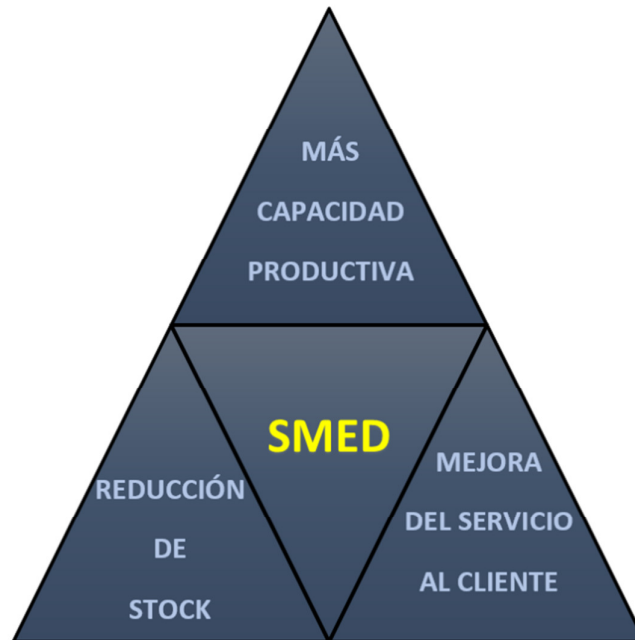 MÁS
CAPACIDAD
PRODUCTIVA
SMED
REDUCCIÓN
DE
STOCK
MEJORA
DEL SERVICIO
AL CLIENTE